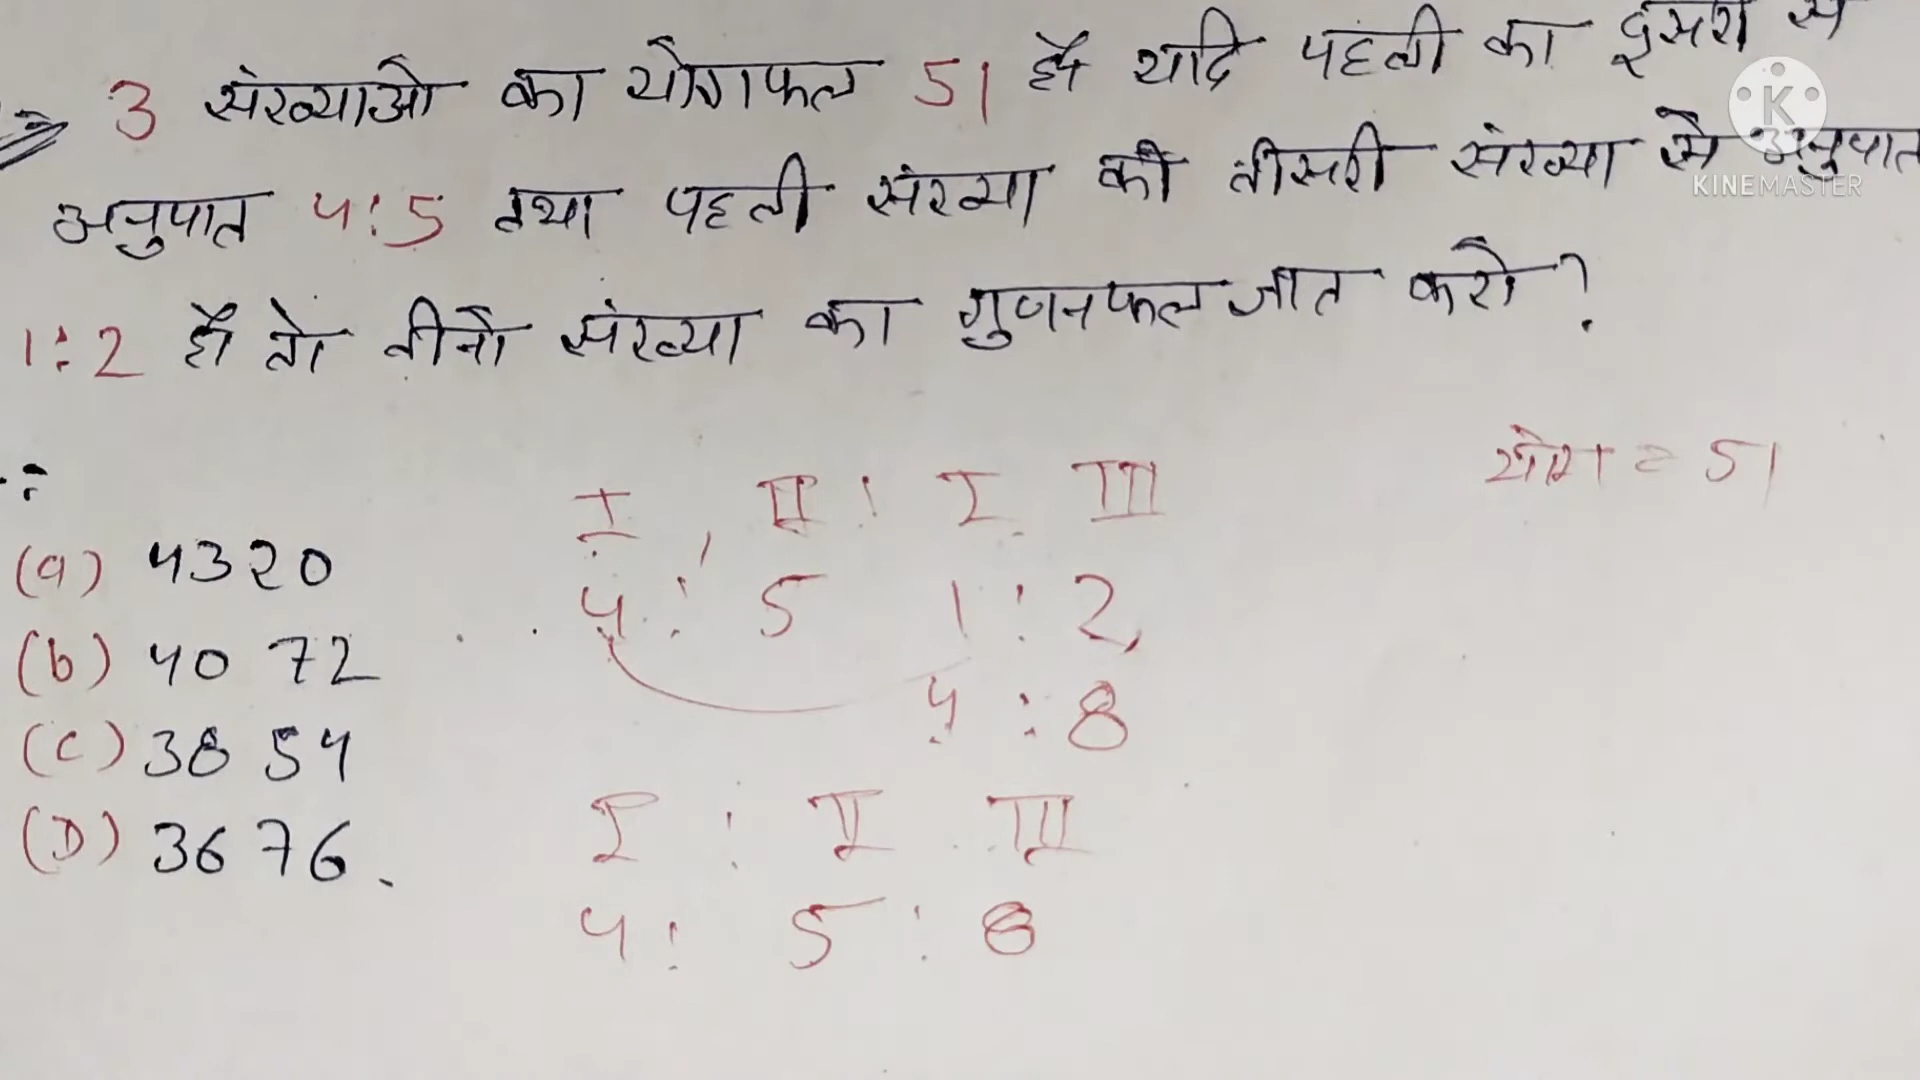 3 संख्याओ का योगफल 51 है यदि पहली का दूसरी से
अनुपात 4:5 तथा पहली संख्या की तीसरी संख्या से अनुपात
1:2 है तो तीनो संख्या का गुणनफल ज्ञात करो?
योग = 51
I , II : I III
(a) 4320
4 : 5 1 : 2,
(b) 4072
4 : 8
(c) 3854
I : II III
(D) 3676.
4 : 5 : 8
KINEMASTER